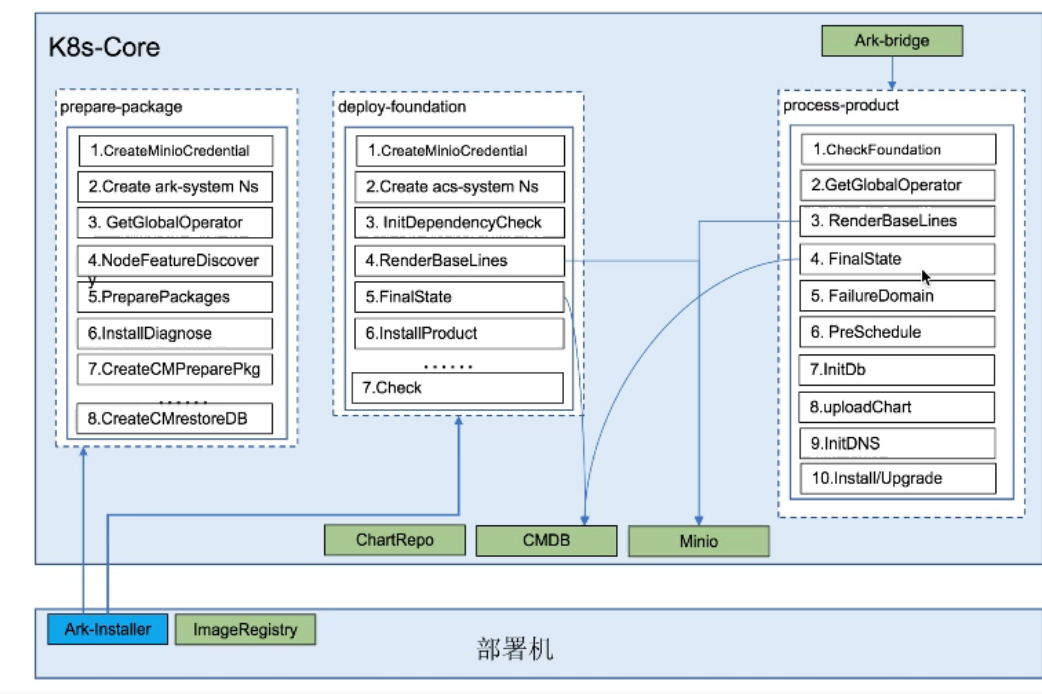 K8s-Core
Ark-bridge
prepare-package
1.CreateMinioCredential
2.Create ark-system Ns
3. GetGlobalOperator
4.NodeFeatureDiscover
y
5.PreparePackages
6.InstallDiagnose
7.CreateCMPreparePkg
......
8.CreateCMrestoreDB
deploy-foundation
1.CreateMinioCredential
2.Create acs-system Ns
3. InitDependencyCheck
4.RenderBaseLines
5.FinalState
6.InstallProduct
......
7.Check
process-product
1.CheckFoundation
2.GetGlobalOperator
3. RenderBaseLines
4. FinalState
5. FailureDomain
6. PreSchedule
7.InitDb
8.uploadChart
9.InitDNS
10.Install/Upgrade
ChartRepo
CMDB
Minio
Ark-Installer
ImageRegistry
部署机